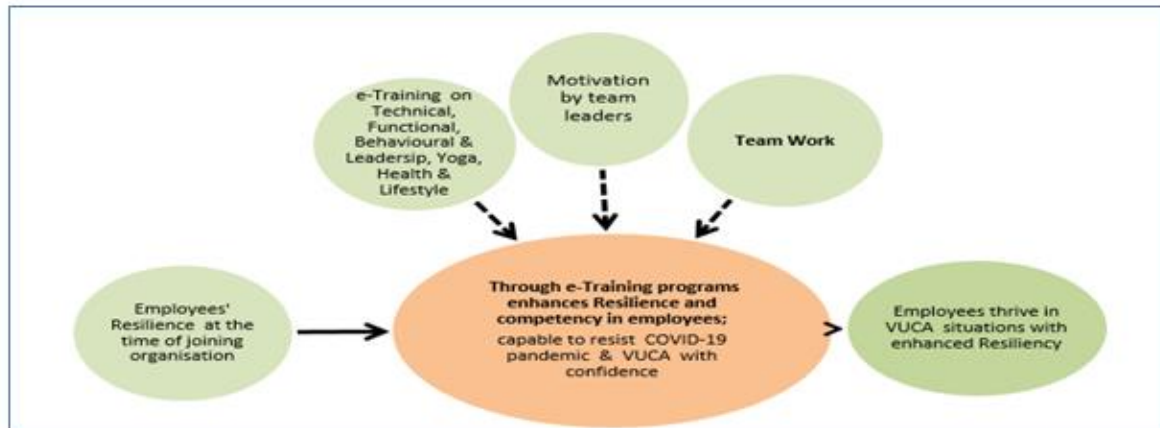 e-Training on
Technical,
Functional,
Behavioural &
Leadersip, Yoga,
Health &
Lifestyle
Motivation
by team
leaders
Team Work
Employees'
Resilience at the
time of joining
organisation
Through e-Training programs
enhances Resilience and
competency in employees;
capable to resist COVID-19
pandemic & VUCA with
confidence
Employees thrive in
VUCA situations with
enhanced Resiliency